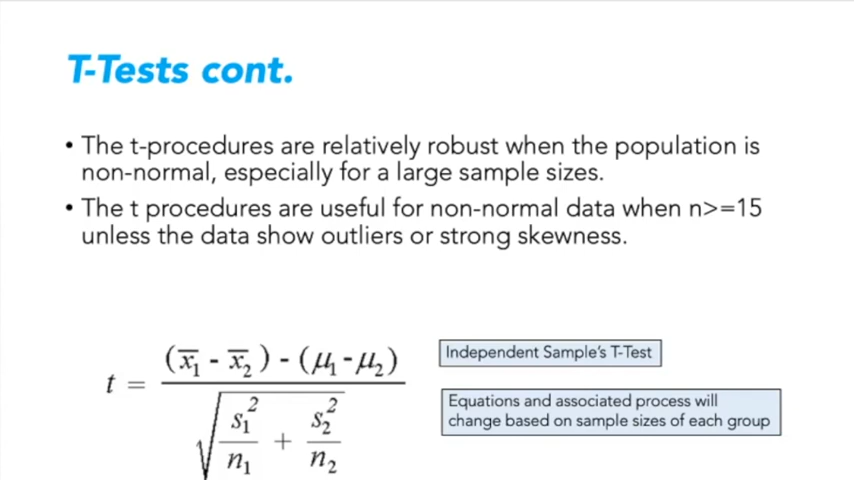 T-Tests cont.
• The t-procedures are relatively robust when the population is
non-normal, especially for a large sample sizes.
• The t procedures are useful for non-normal data when n>=15
unless the data show outliers or strong skewness.
t = ((x̄₁ - x̄₂) - (μ₁ - μ₂)) / √(s₁²/n₁ + s₂²/n₂)
Independent Sample's T-Test
Equations and associated process will
change based on sample sizes of each group